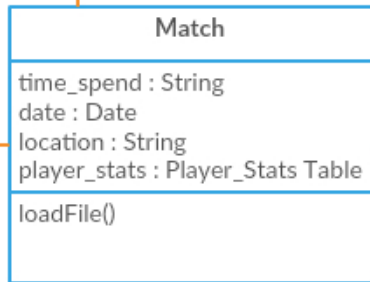 Match
time_spend : String
date : Date
location : String
player_stats : Player_Stats Table
loadFile()